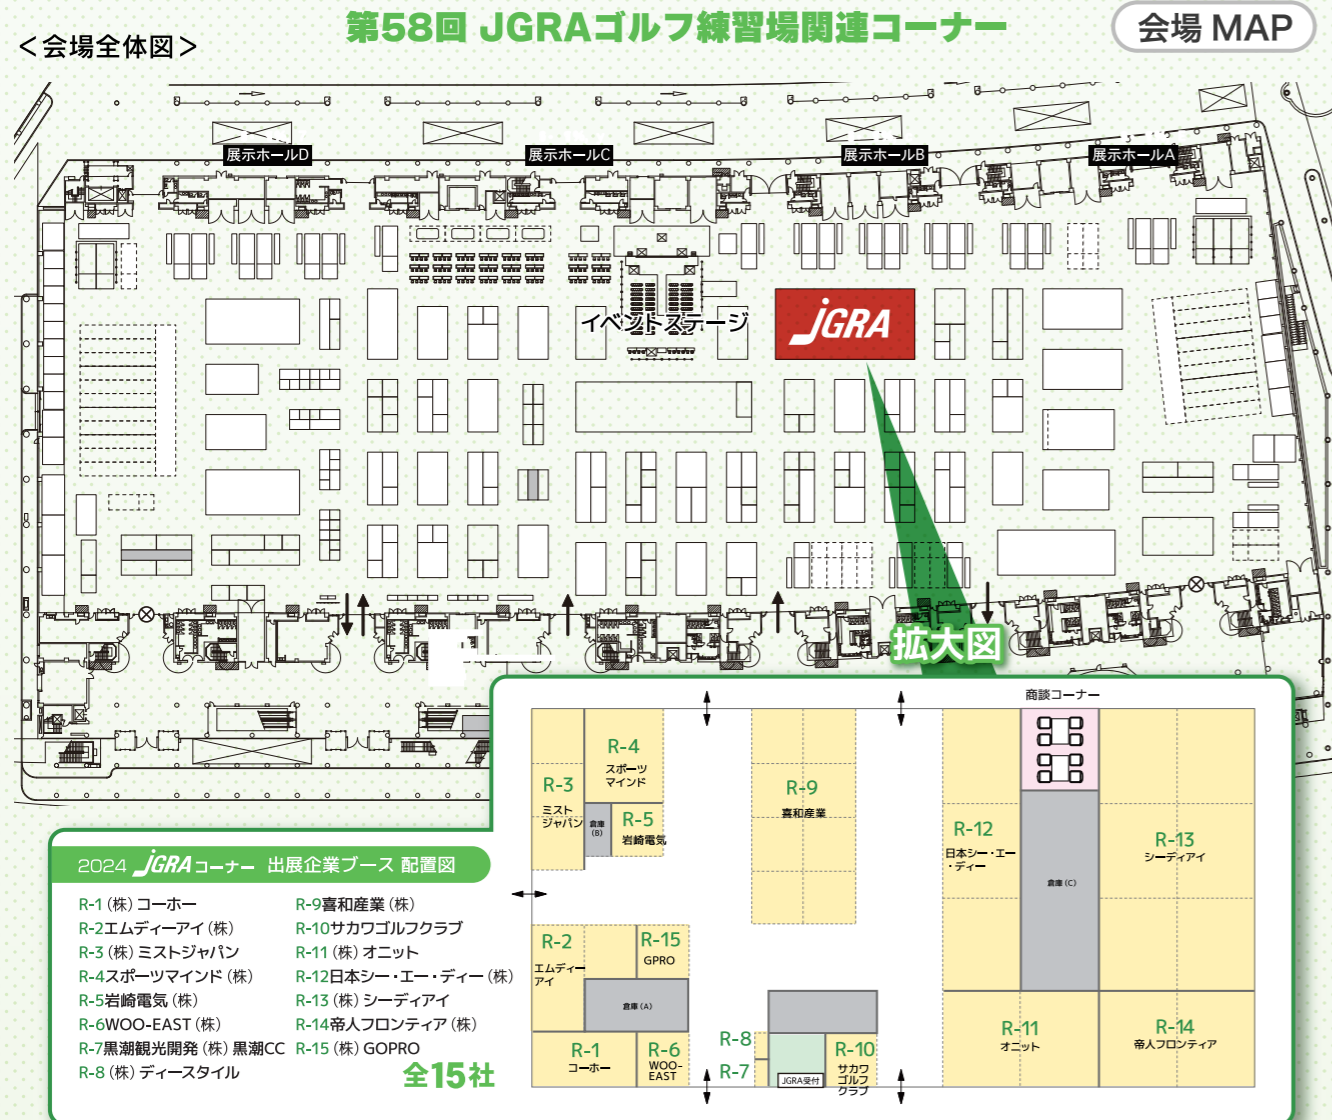 ＜会場全体図＞
第58回 JGRAゴルフ練習場関連コーナー
会場 MAP
展示ホールD
展示ホールC
展示ホールB
展示ホールA
イベントステージ
JGRA
拡大図
商談コーナー
R-3
ミスト
ジャパン
R-4
スポーツ
マインド
倉庫
(B)
R-5
岩崎電気
R-9
喜和産業
R-12
日本シー・エー
・ディー
倉庫(C)
R-13
シーディアイ
R-2
エムディー
アイ
R-15
GPRO
倉庫(A)
R-1
コーホー
R-6
WOO-
EAST
R-8
R-7
JGRA受付
R-10
サカワ
ゴルフ
クラブ
R-11
オニット
R-14
帝人フロンティア
2024 JGRAコーナー 出展企業ブース 配置図
R-1 (株) コーホー
R-2エムディーアイ (株)
R-3 (株) ミストジャパン
R-4スポーツマインド (株)
R-5岩崎電気 (株)
R-6WOO-EAST (株)
R-7黒潮観光開発 (株) 黒潮CC
R-8 (株) ディースタイル
R-9喜和産業 (株)
R-10サカワゴルフクラブ
R-11 (株) オニット
R-12日本シー・エー・ディー (株)
R-13 (株) シーディアイ
R-14帝人フロンティア (株)
R-15 (株) GOPRO
全15社